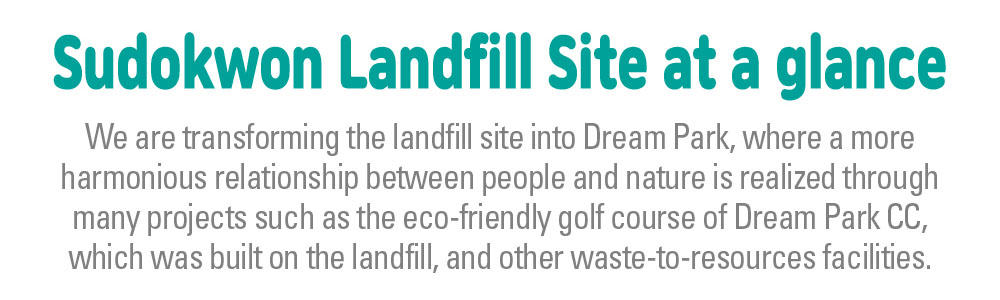 Sudokwon Landfill Site at a glance
We are transforming the landfill site into Dream Park, where a more
harmonious relationship between people and nature is realized through
many projects such as the eco-friendly golf course of Dream Park CC,
which was built on the landfill, and other waste-to-resources facilities.